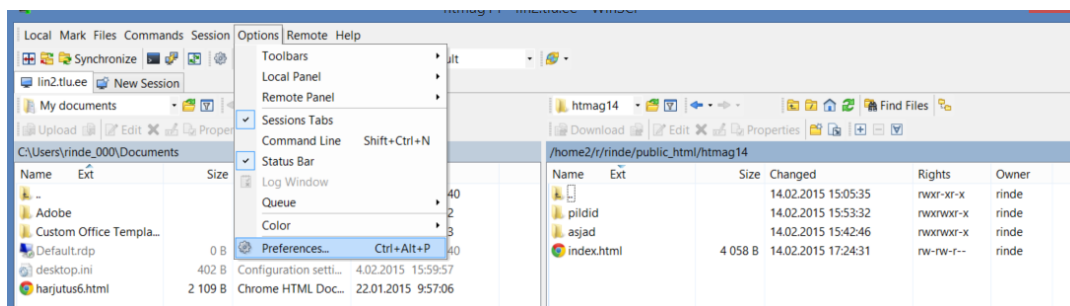 Local Mark Files Commands Session Options Remote Help
Synchronize
Toolbars
Local Panel
Remote Panel
Sessions Tabs
Command Line Shift+Ctrl+N
Status Bar
Log Window
Queue
Color
Preferences... Ctrl+Alt+P
lin2.tlu.ee New Session
My documents
Upload Edit Proper
C:\Users\rinde_000\Documents
Name Ext Size
..
Adobe
Custom Office Templa...
Default.rdp 0 B
desktop.ini 402 B Configuration setti... 4.02.2015 15:59:57
harjutus6.html 2 109 B Chrome HTML Doc... 22.01.2015 9:57:06
htmag14 Find Files
Download Edit Properties
/home2/r/rinde/public_html/htmag14
Name Ext Size Changed Rights Owner
.. 14.02.2015 15:05:35 rwxr-xr-x rinde
pildid 14.02.2015 15:53:32 rwxrwxr-x rinde
asjad 14.02.2015 15:42:46 rwxrwxr-x rinde
index.html 4 058 B 14.02.2015 17:24:31 rw-rw-r-- rinde